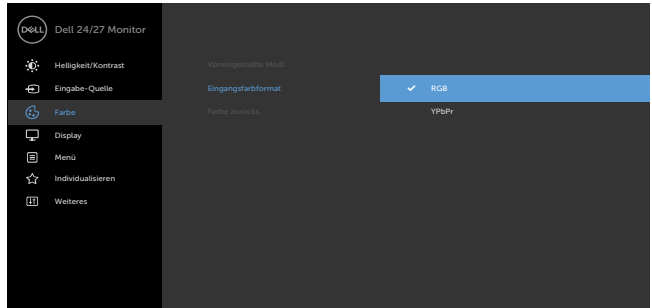 DELL Dell 24/27 Monitor
Helligkeit/Kontrast
Voreingestellte Modi
Eingabe-Quelle
Eingangsfarbformat
RGB
Farbe
Farbe zurücks.
YPbPr
Display
Menü
Individualisieren
Weiteres